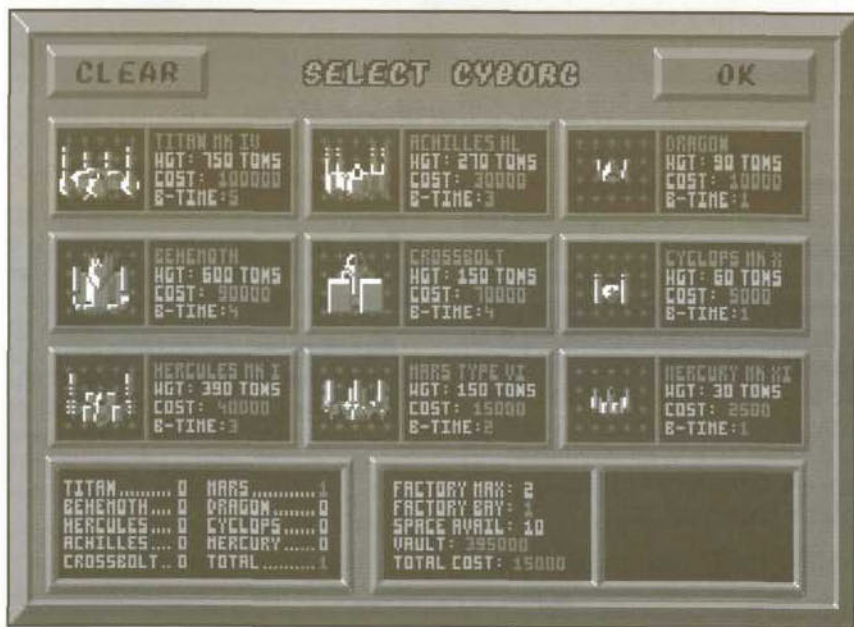 CLEAR
SELECT CYBORG
OK
TITAN MK IV
WGT: 750 TONS
COST: 100000
B-TIME:5
ACHILLES ML
WGT: 270 TONS
COST: 30000
B-TIME:3
DRAGON
WGT: 90 TONS
COST: 10000
B-TIME:1
BEHEMOTH
WGT: 600 TONS
COST: 90000
B-TIME:4
CROSSBOLT
WGT: 150 TONS
COST: 70000
B-TIME:4
CYCLOPS MK X
WGT: 60 TONS
COST: 5000
B-TIME:1
HERCULES MK I
WGT: 390 TONS
COST: 40000
B-TIME:3
MARS TYPE VI
WGT: 150 TONS
COST: 15000
B-TIME:2
MERCURY MK XI
WGT: 30 TONS
COST: 2500
B-TIME:1
TITAN......... 0 MARS........... 1
BEHEMOTH.... 0 DRAGON........ 0
HERCULES.... 0 CYCLOPS...... 0
ACHILLES.... 0 MERCURY...... 0
CROSSBOLT.. 0 TOTAL.......... 1
FACTORY MAX: 2
FACTORY BAY: 1
SPACE AVAIL: 10
VAULT: 395000
TOTAL COST: 15000